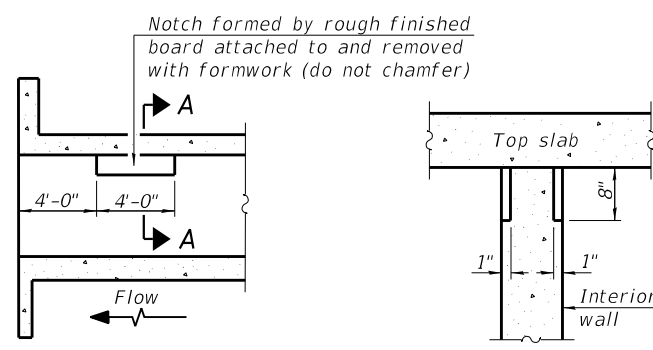 Notch formed by rough finished
board attached to and removed
with formwork (do not chamfer)
A
4'-0"
4'-0"
A
Flow
Top slab
8"
1"
1"
Interior
wall